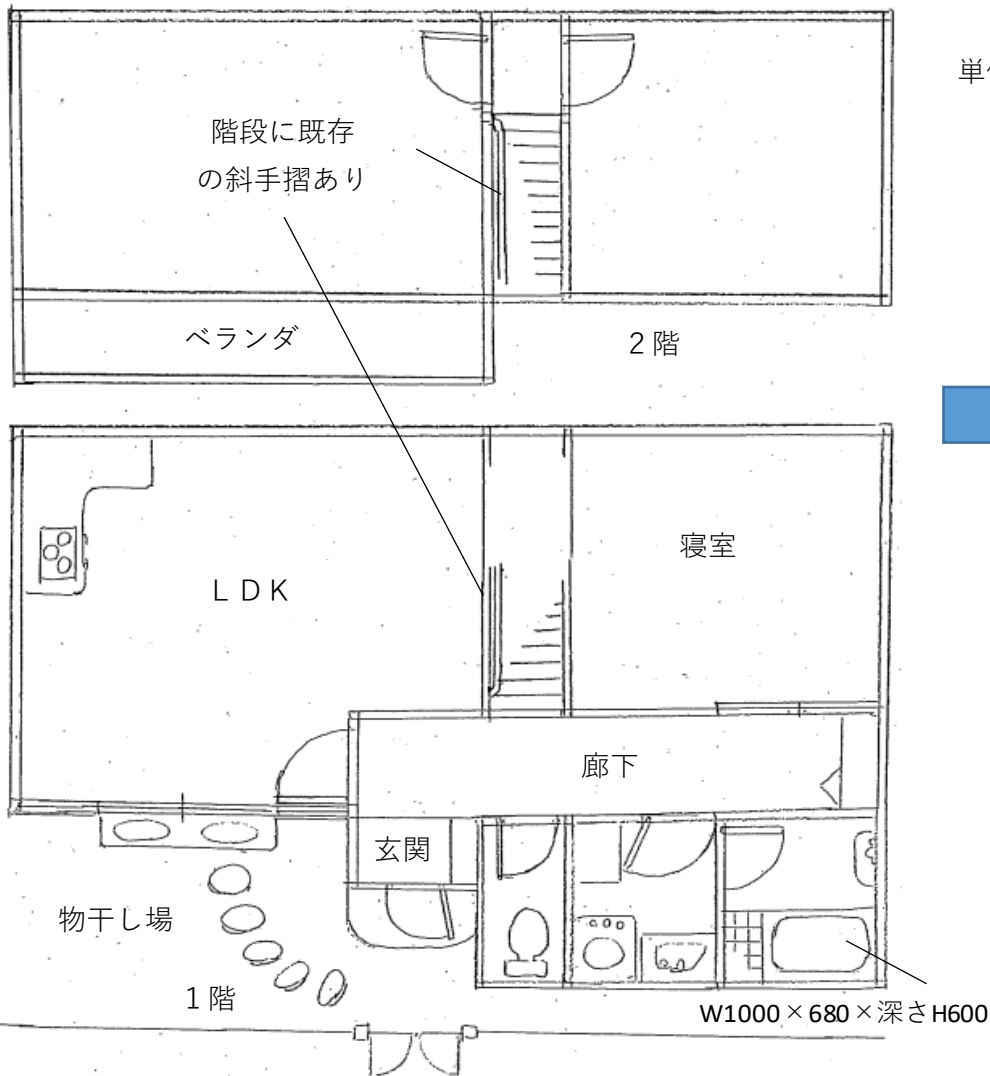 単
階段に既存
の斜手摺あり
ベランダ
２階
寝室
ＬＤＫ
廊下
玄関
物干し場
１階
W1000×680×深さH600